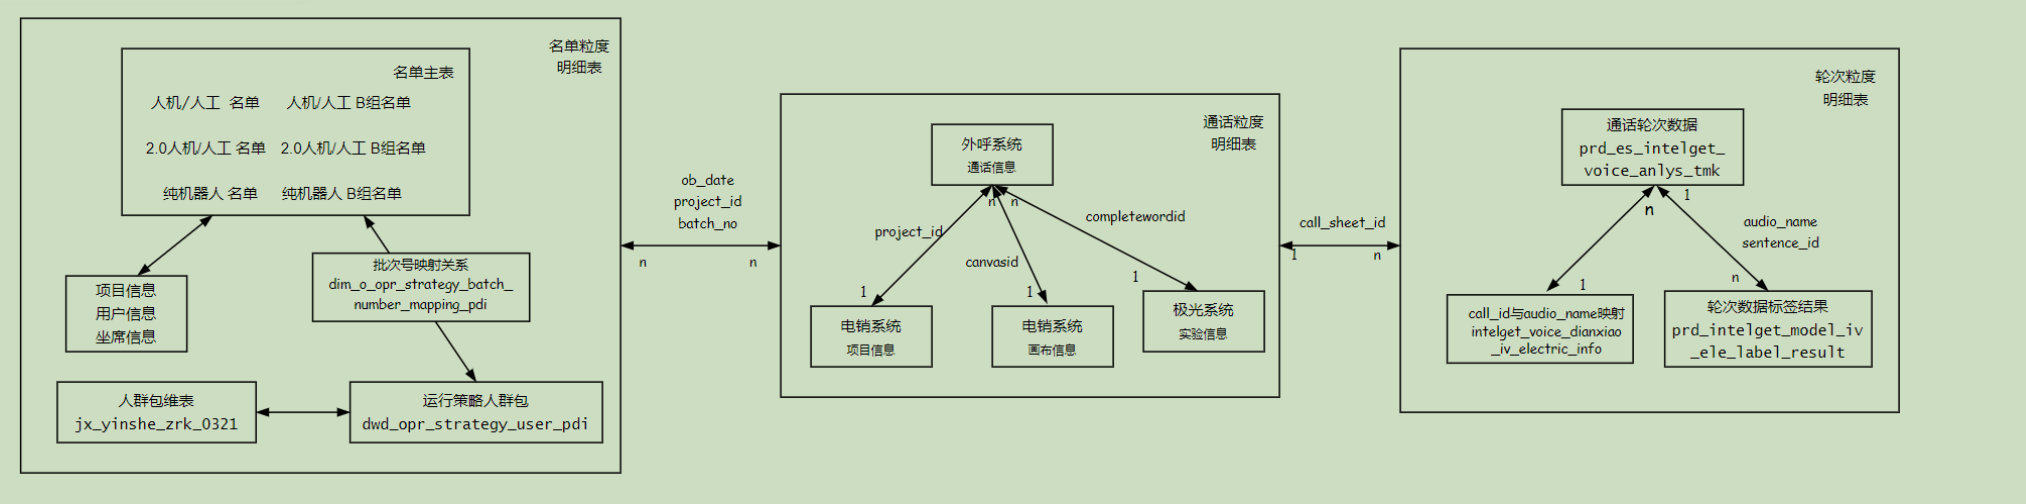 名单粒度
明细表
名单主表
人机/人工 名单 人机/人工 B组名单
2.0人机/人工 名单 2.0人机/人工 B组名单
纯机器人 名单 纯机器人 B组名单
项目信息
用户信息
坐席信息
批次号映射关系
dim_o_opr_strategy_batch_
number_mapping_pdi
人群包维表
jx_yinshe_zrk_0321
运行策略人群包
dwd_opr_strategy_user_pdi
ob_date
project_id
batch_no
n n
通话粒度
明细表
外呼系统
通话信息
n n
project_id
canvasid
completewordid
1
1
1
电销系统
项目信息
电销系统
画布信息
极光系统
实验信息
call_sheet_id
1 n
轮次粒度
明细表
通话轮次数据
prd_es_intelget_
voice_anlys_tmk
n 1
audio_name
sentence_id
1 n
call_id与audio_name映射
intelget_voice_dianxiao
_iv_electric_info
轮次数据标签结果
prd_intelget_model_iv
_ele_label_result